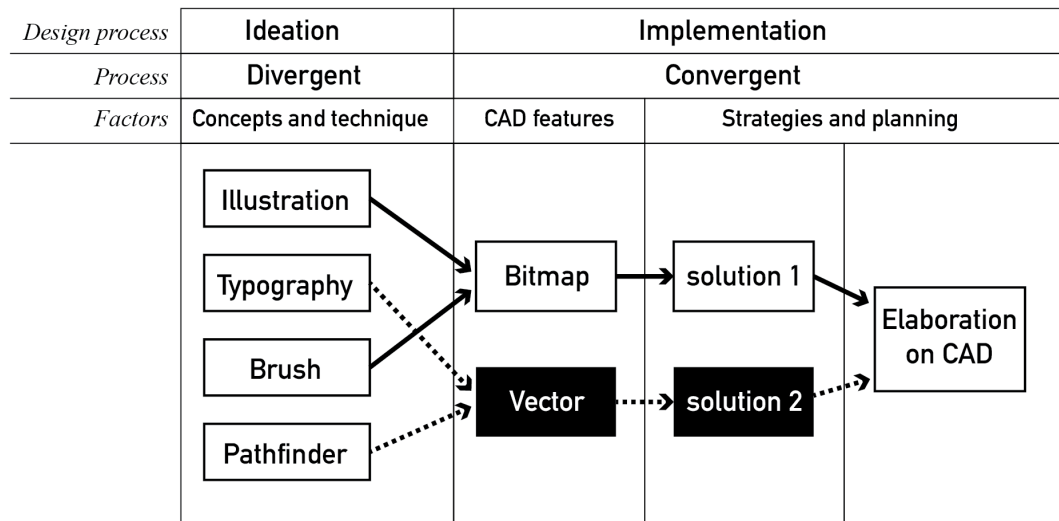 Design process Ideation Implementation
Process Divergent Convergent
Factors Concepts and technique CAD features Strategies and planning
Illustration
Typography
Brush
Pathfinder
Bitmap
Vector
solution 1
solution 2
Elaboration
on CAD